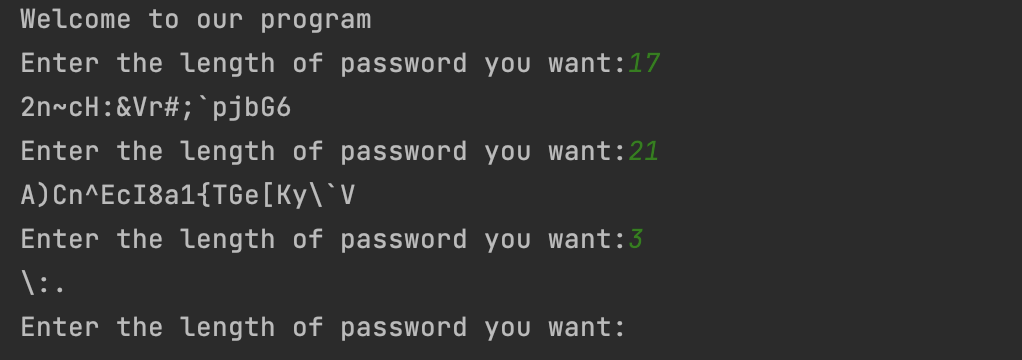 Welcome to our program
Enter the length of password you want:17
2n~cH:&Vr#;`pjbG6
Enter the length of password you want:21
A)Cn^EcI8a1{TGe[Ky\`V
Enter the length of password you want:3
\:.
Enter the length of password you want: